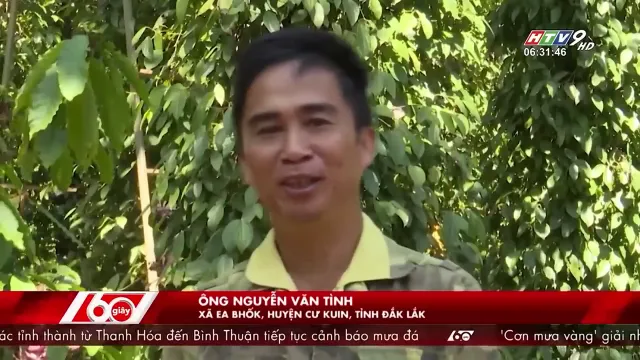 HTV9 HD
06:31:46
60 giây
ÔNG NGUYỄN VĂN TÌNH
XÃ EA BHỐK, HUYỆN CƯ KUIN, TỈNH ĐẮK LẮK
ác tỉnh thành từ Thanh Hóa đến Bình Thuận tiếp tục cảnh báo mưa đá 60 'Cơn mưa vàng' giải nh